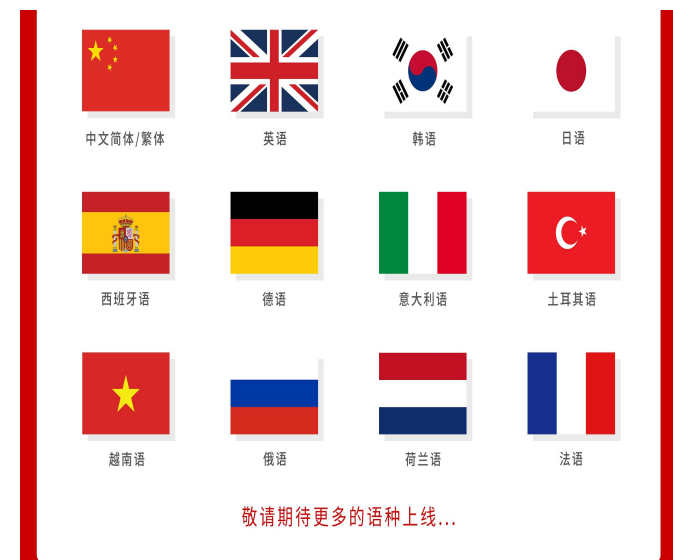 中文简体/繁体
英语
韩语
日语
西班牙语
德语
意大利语
土耳其语
越南语
俄语
荷兰语
法语
敬请期待更多的语种上线...